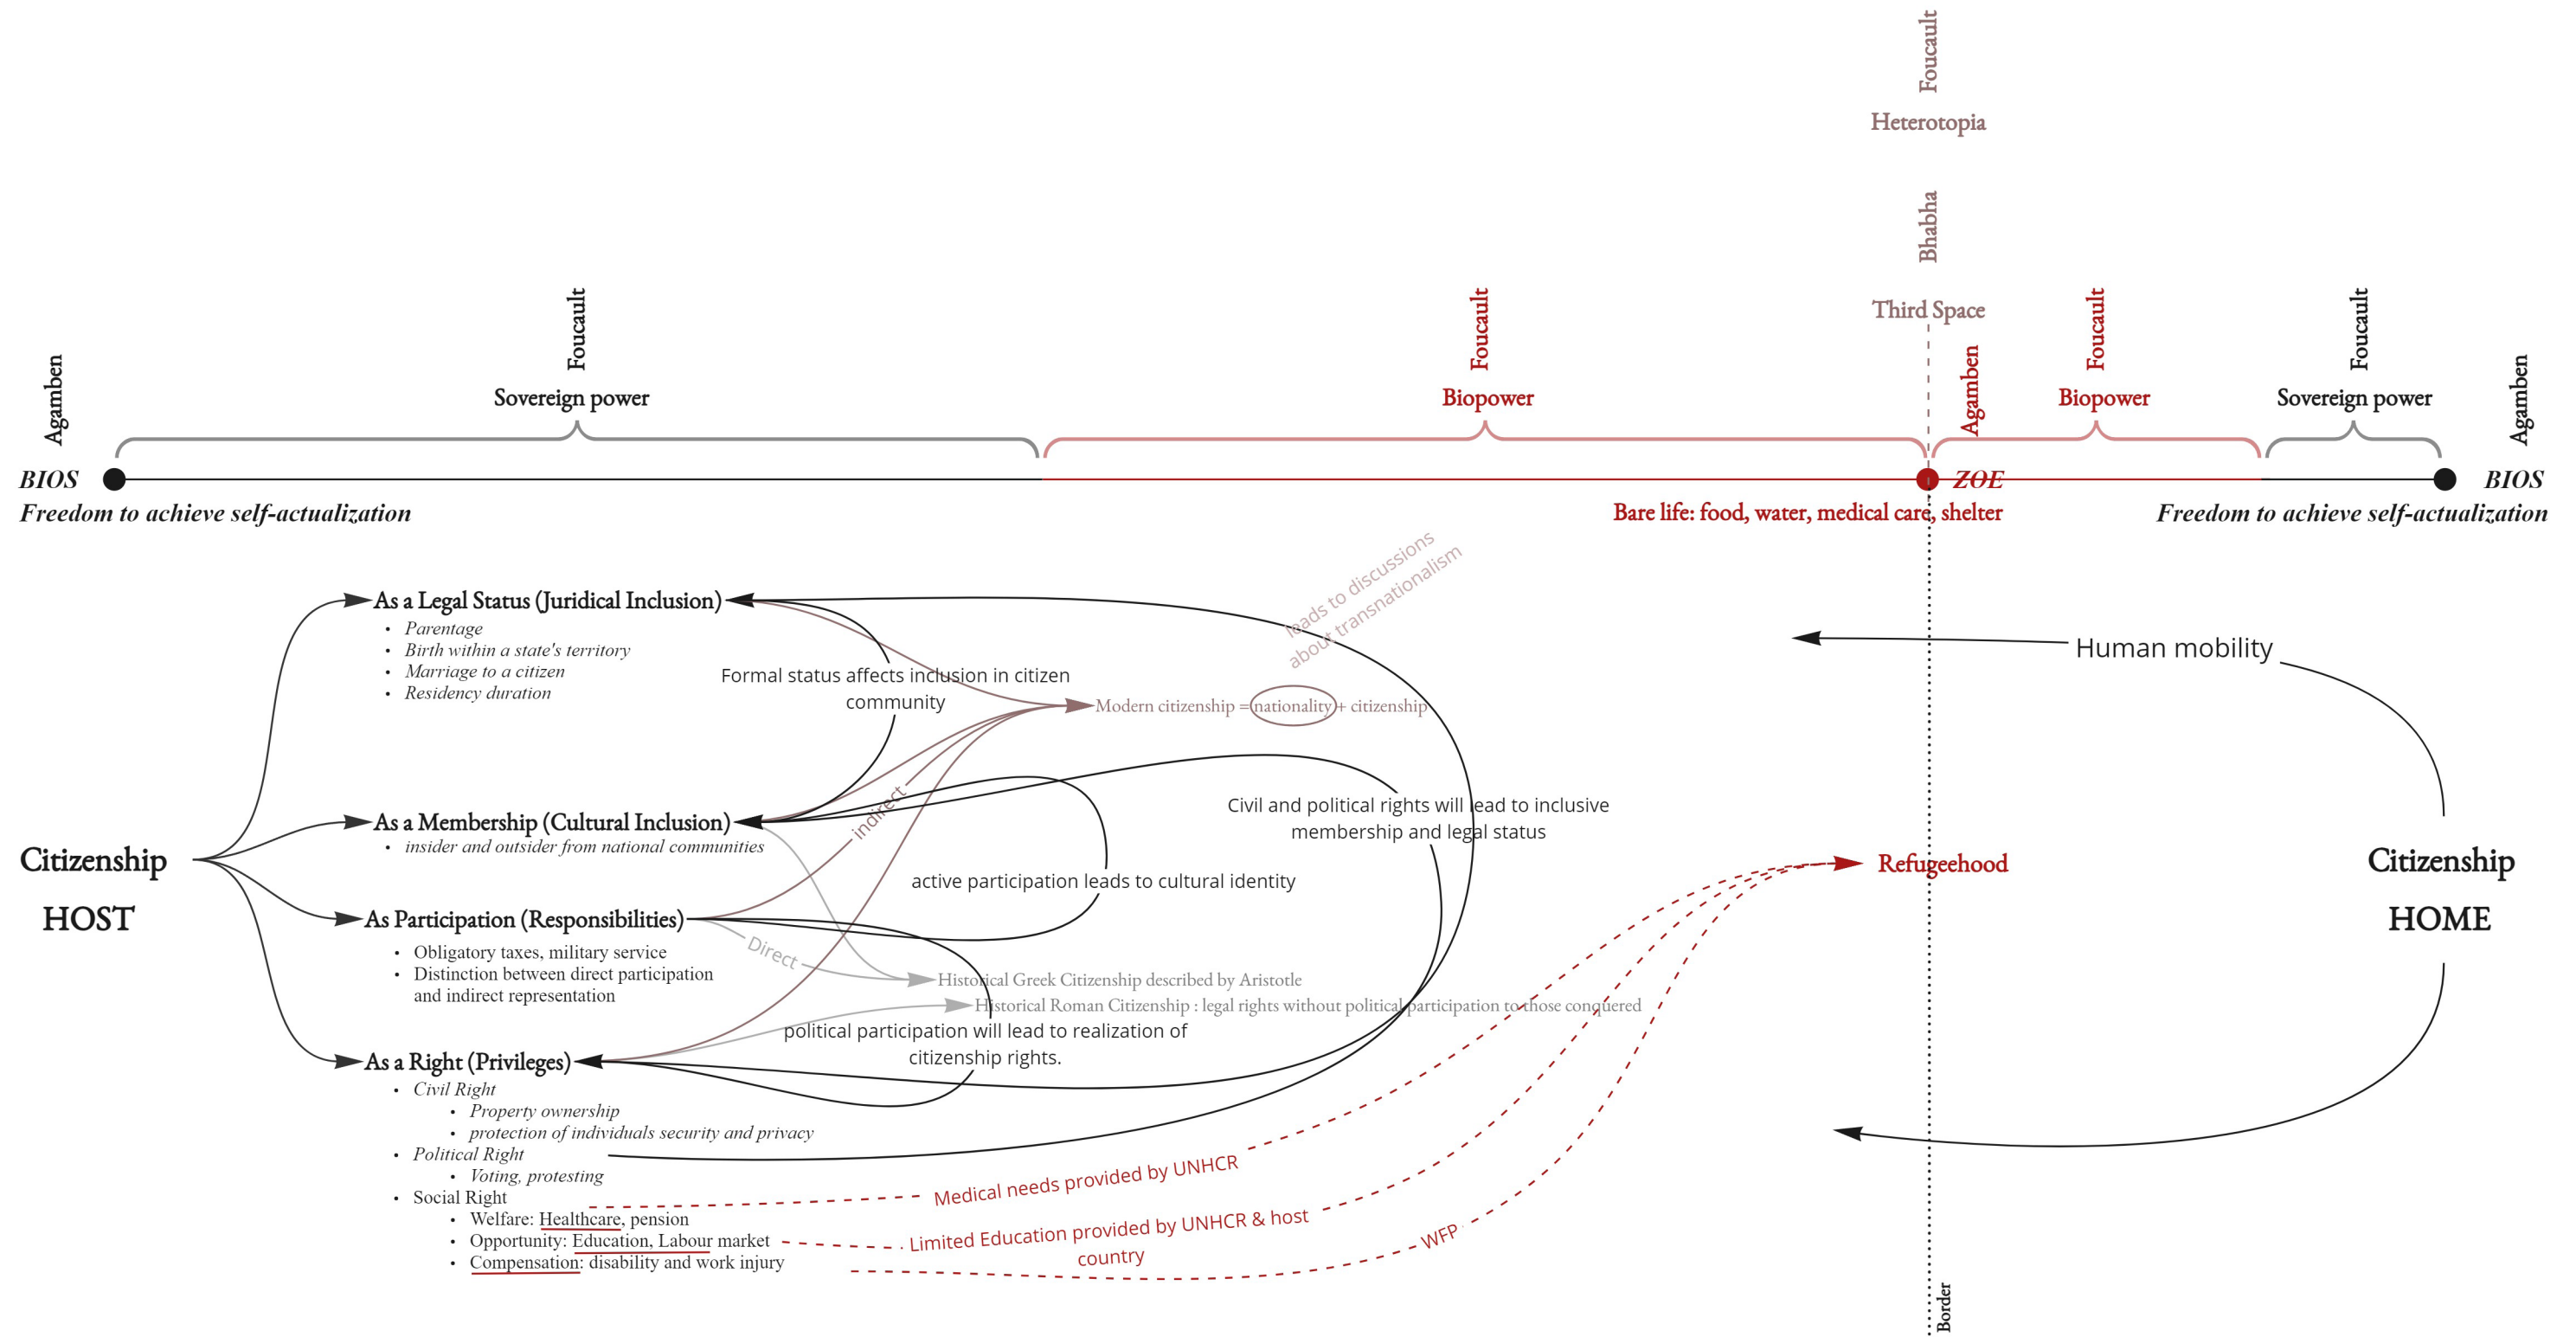 Foucault
Heterotopia
Bhabha
Third Space
Agamben
Foucault
Sovereign power
Foucault
Biopower
Agamben
Foucault
Biopower
Foucault
Sovereign power
Agamben
BIOS
ZOE
BIOS
Freedom to achieve self-actualization
Bare life: food, water, medical care, shelter
Freedom to achieve self-actualization
Citizenship
HOST
As a Legal Status (Juridical Inclusion)
• Parentage
• Birth within a state's territory
• Marriage to a citizen
• Residency duration
As a Membership (Cultural Inclusion)
• insider and outsider from national communities
As Participation (Responsibilities)
• Obligatory taxes, military service
• Distinction between direct participation
and indirect representation
As a Right (Privileges)
• Civil Right
• Property ownership
• protection of individuals security and privacy
• Political Right
• Voting, protesting
• Social Right
• Welfare: Healthcare, pension
• Opportunity: Education, Labour market
• Compensation: disability and work injury
Formal status affects inclusion in citizen
community
leads to discussions
about transnationalism
Modern citizenship = nationality + citizenship
indirect
Civil and political rights will lead to inclusive
membership and legal status
active participation leads to cultural identity
Direct
Historical Greek Citizenship described by Aristotle
Historical Roman Citizenship : legal rights without political participation to those conquered
political participation will lead to realization of
citizenship rights.
Medical needs provided by UNHCR
Limited Education provided by UNHCR & host
country
WFP
Refugeehood
Human mobility
Citizenship
HOME
Border